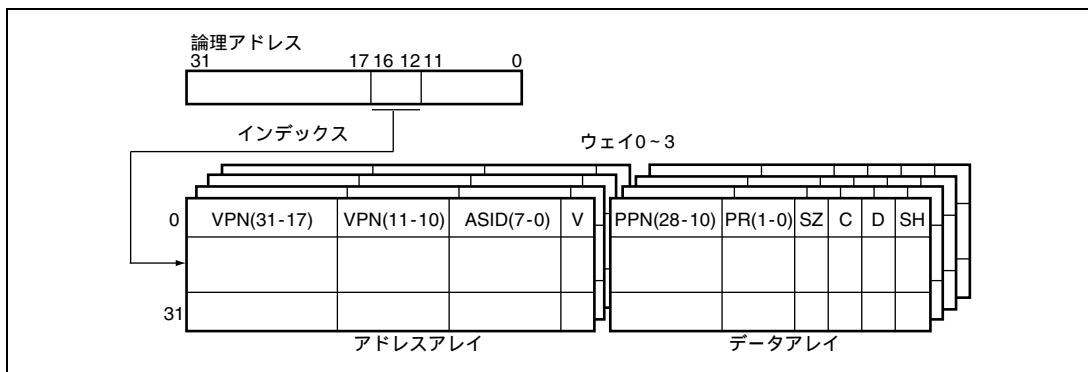 論理アドレス
31 17 16 12 11 0
インデックス
ウェイ0~3
0 VPN(31-17) VPN(11-10) ASID(7-0) V PPN(28-10) PR(1-0) SZ C D SH
31
アドレスアレイ データアレイ